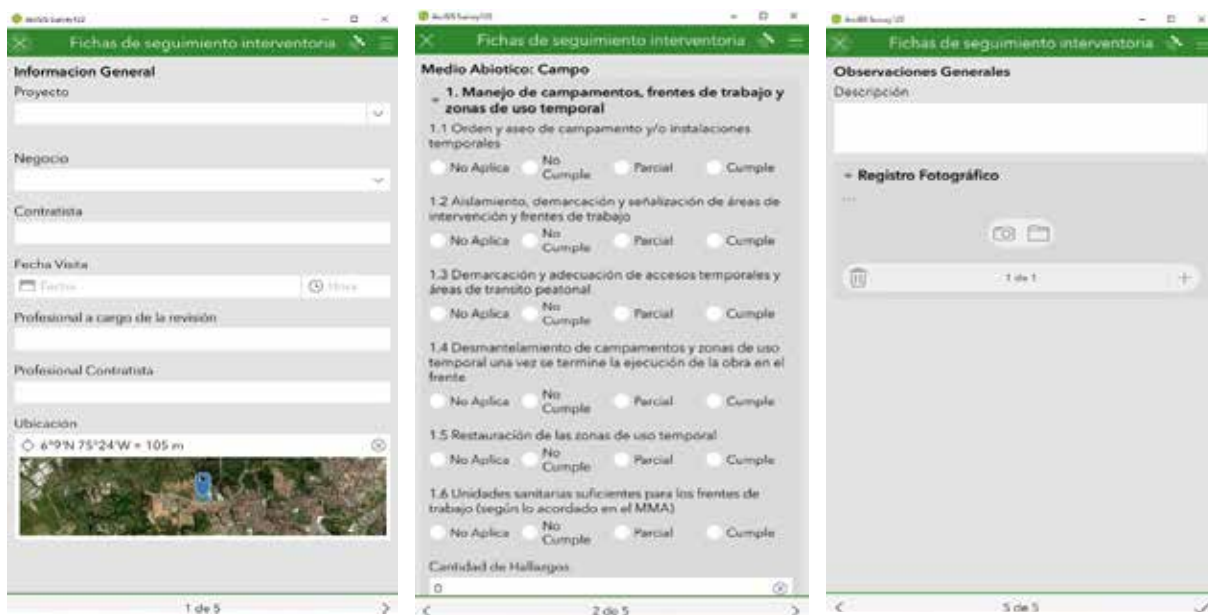 ArcGIS Survey123
Fichas de seguimiento interventoria
Informacion General
Proyecto
Negocio
Contratista
Fecha Visita
Fecha
Hora
Profesional a cargo de la revisión
Profesional Contratista
Ubicación
6°9'N 75°24'W ± 105 m
1 de 5
ArcGIS Survey123
Fichas de seguimiento interventoria
Medio Abiotico: Campo
1. Manejo de campamentos, frentes de trabajo y
zonas de uso temporal
1.1 Orden y aseo de campamento y/o instalaciones
temporales
No Aplica No Cumple Parcial Cumple
1.2 Aislamiento, demarcación y señalización de áreas de
intervención y frentes de trabajo
No Aplica No Cumple Parcial Cumple
1.3 Demarcación y adecuación de accesos temporales y
áreas de transito peatonal
No Aplica No Cumple Parcial Cumple
1.4 Desmantelamiento de campamentos y zonas de uso
temporal una vez se termine la ejecución de la obra en el
frente
No Aplica No Cumple Parcial Cumple
1.5 Restauración de las zonas de uso temporal
No Aplica No Cumple Parcial Cumple
1.6 Unidades sanitarias suficientes para los frentes de
trabajo (según lo acordado en el MMA)
No Aplica No Cumple Parcial Cumple
Cantidad de Hallazgos
0
2 de 5
ArcGIS Survey123
Fichas de seguimiento interventoria
Observaciones Generales
Descripción
Registro Fotográfico
...
1 de 1
5 de 5